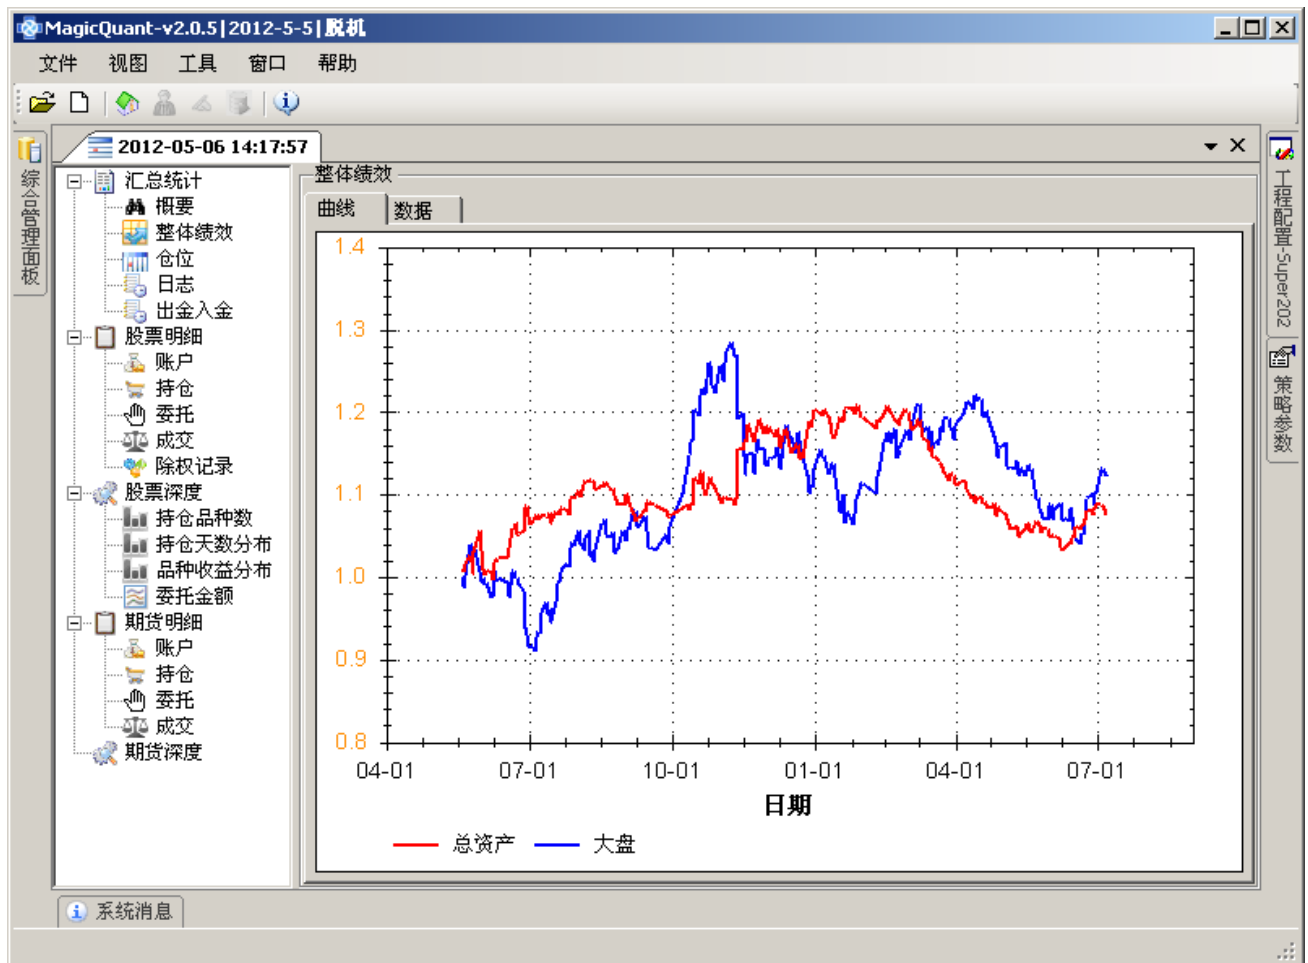 MagicQuant-v2.0.5|2012-5-5|脱机
文件 视图 工具 窗口 帮助
2012-05-06 14:17:57
综合管理面板
汇总统计
概要
整体绩效
仓位
日志
出金入金
股票明细
账户
持仓
委托
成交
除权记录
股票深度
持仓品种数
持仓天数分布
品种收益分布
委托金额
期货明细
账户
持仓
委托
成交
期货深度
整体绩效
曲线 数据
1.4
1.3
1.2
1.1
1.0
0.9
0.8
04-01 07-01 10-01 01-01 04-01 07-01
日期
总资产 大盘
工程配置-Super202
策略参数
系统消息